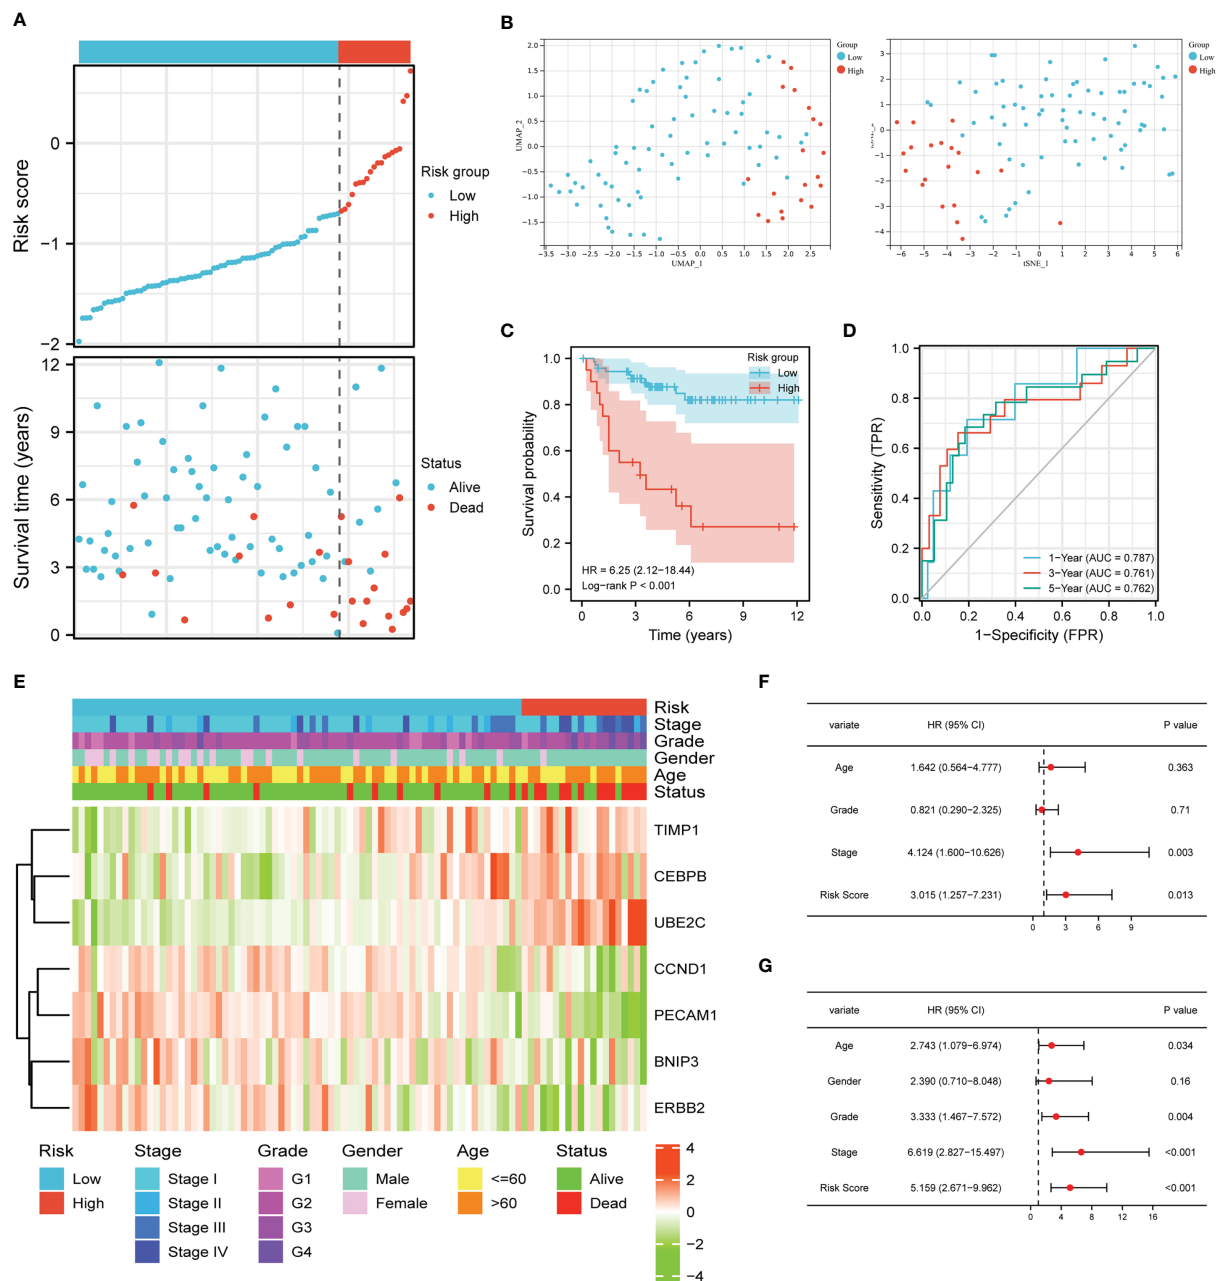 A
Risk score
0
−1
−2
Risk group
Low
High
Survival time (years)
12
9
6
3
0
Status
Alive
Dead
B
Group
Low
High
UMAP_2
2.0
1.5
1.0
0.5
0.0
−0.5
−1.0
−1.5
−3.5 −3.0 −2.5 −2.0 −1.5 −1.0 −0.5 0.0 0.5 1.0 1.5 2.0 2.5
UMAP_1
Group
Low
High
3
2
1
0
−1
−2
−3
−4
−6 −5 −4 −3 −2 −1 0 1 2 3 4 5 6
tSNE_1
C
Survival probability
1.0
0.8
0.6
0.4
0.2
0.0
Risk group
Low
High
HR = 6.25 (2.12−18.44)
Log−rank P < 0.001
0 3 6 9 12
Time (years)
D
Sensitivity (TPR)
1.0
0.8
0.6
0.4
0.2
0.0
1−Year (AUC = 0.787)
3−Year (AUC = 0.761)
5−Year (AUC = 0.762)
0.0 0.2 0.4 0.6 0.8 1.0
1−Specificity (FPR)
E
Risk
Stage
Grade
Gender
Age
Status
TIMP1
CEBPB
UBE2C
CCND1
PECAM1
BNIP3
ERBB2
Risk
Low
High
Stage
Stage I
Stage II
Stage III
Stage IV
Grade
G1
G2
G3
G4
Gender
Male
Female
Age
<=60
>60
Status
Alive
Dead
4
2
0
−2
−4
F
variate HR (95% CI) P value
Age 1.642 (0.564−4.777) 0.363
Grade 0.821 (0.290−2.325) 0.71
Stage 4.124 (1.600−10.626) 0.003
Risk Score 3.015 (1.257−7.231) 0.013
0 3 6 9
G
variate HR (95% CI) P value
Age 2.743 (1.079−6.974) 0.034
Gender 2.390 (0.710−8.048) 0.16
Grade 3.333 (1.467−7.572) 0.004
Stage 6.619 (2.827−15.497) <0.001
Risk Score 5.159 (2.671−9.962) <0.001
0 4 8 12 16